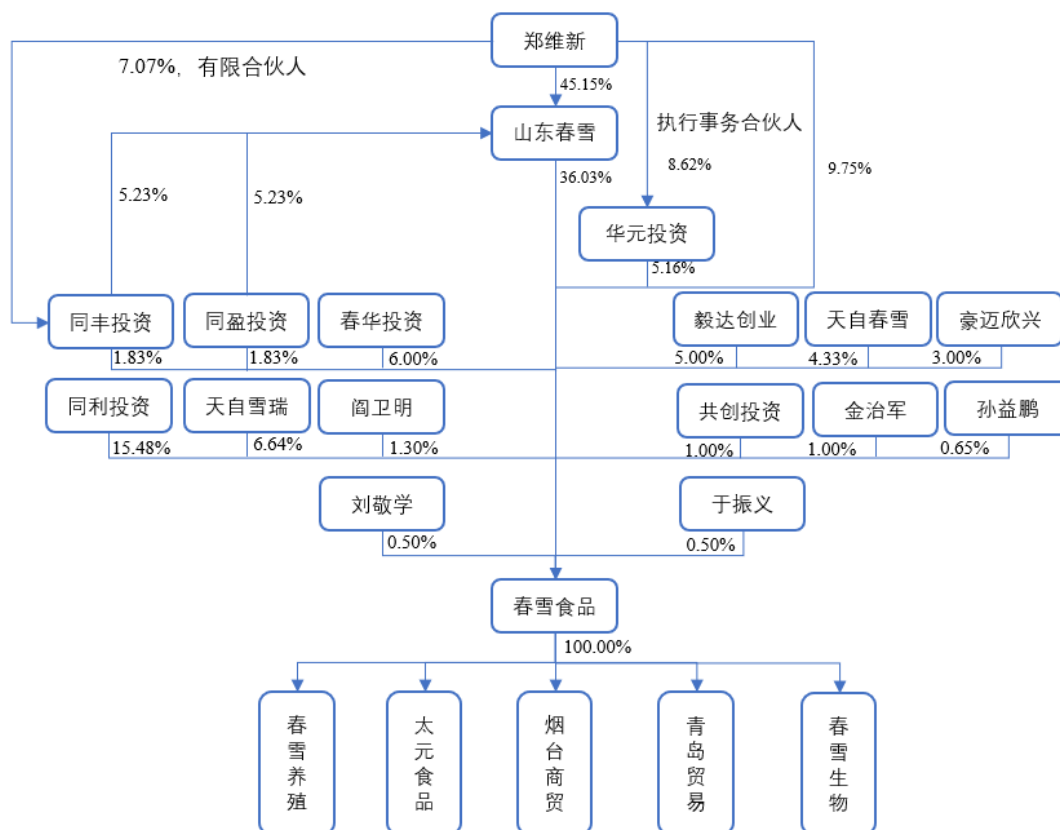 郑维新
7.07%，有限合伙人
45.15%
山东春雪
执行事务合伙人
5.23%
5.23%
36.03%
8.62%
9.75%
华元投资
5.16%
同丰投资
同盈投资
春华投资
毅达创业
天自春雪
豪迈欣兴
1.83%
1.83%
6.00%
5.00%
4.33%
3.00%
同利投资
天自雪瑞
阎卫明
共创投资
金治军
孙益鹏
15.48%
6.64%
1.30%
1.00%
1.00%
0.65%
刘敬学
于振义
0.50%
0.50%
春雪食品
100.00%
春雪养殖
太元食品
烟台商贸
青岛贸易
春雪生物